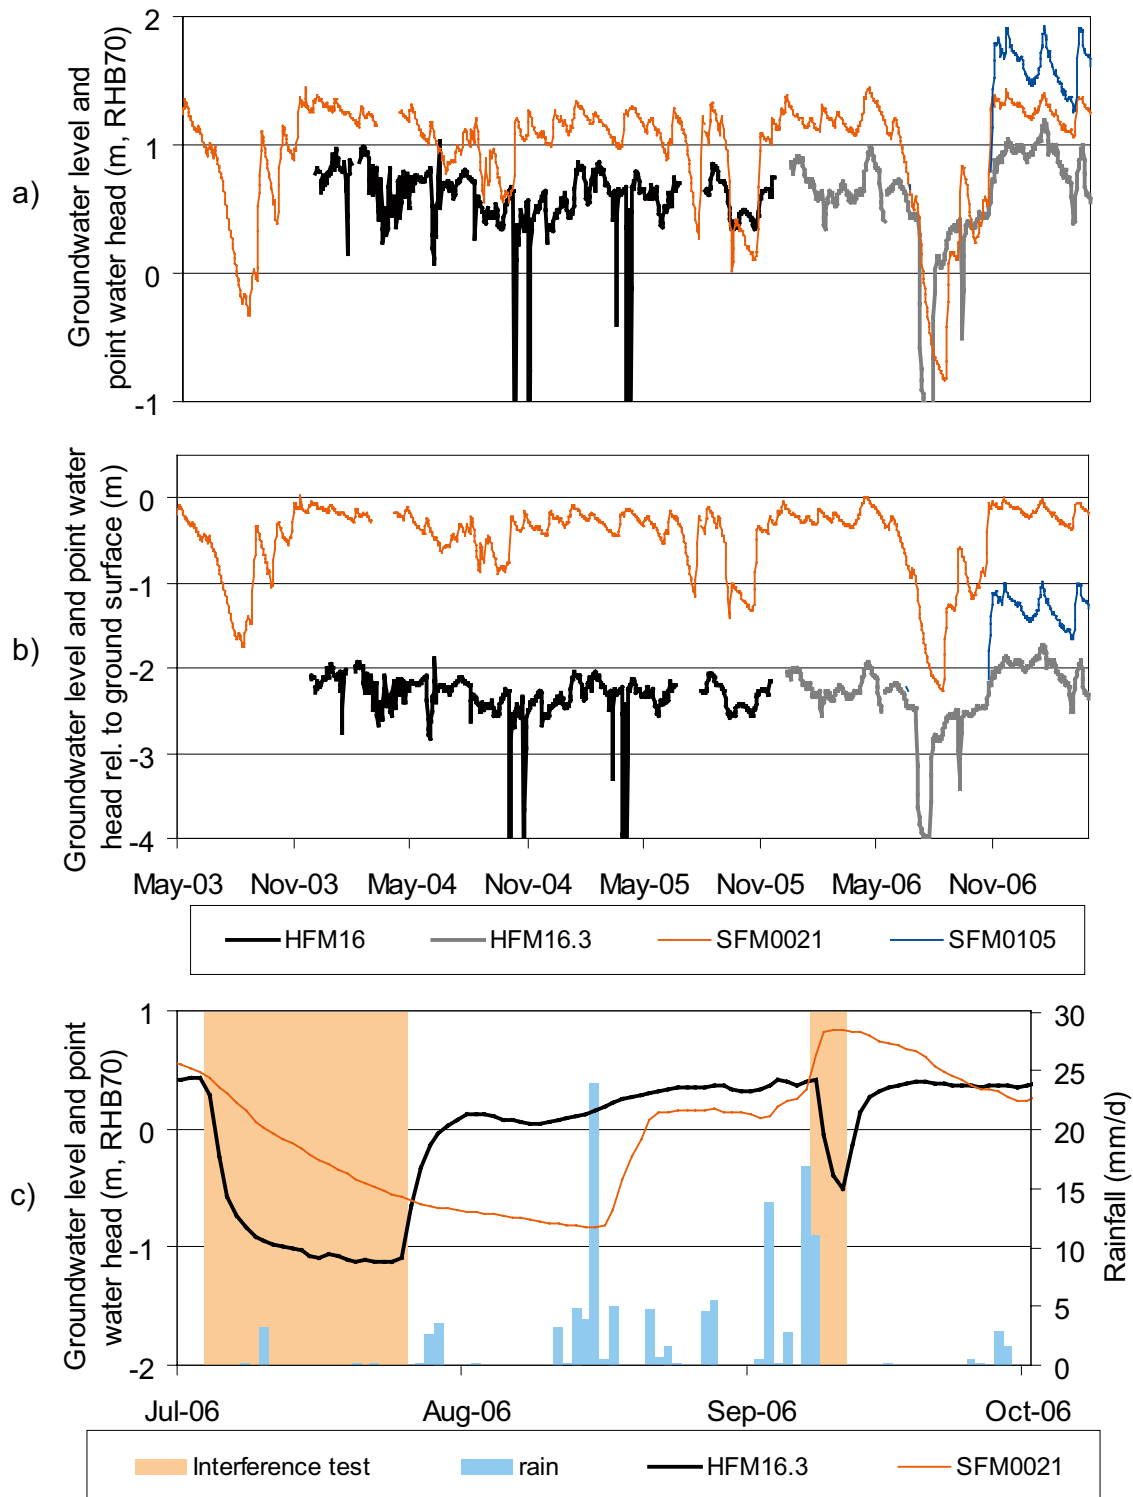 a)
Groundwater level and
point water head (m, RHB70)
2
1
0
-1
b)
Groundwater level and point water
head rel. to ground surface (m)
0
-1
-2
-3
-4
May-03 Nov-03 May-04 Nov-04 May-05 Nov-05 May-06 Nov-06
HFM16 HFM16.3 SFM0021 SFM0105
c)
Groundwater level and point
water head (m, RHB70)
1
0
-1
-2
30
25
20
15
10
5
0
Rainfall (mm/d)
Jul-06 Aug-06 Sep-06 Oct-06
Interference test rain HFM16.3 SFM0021